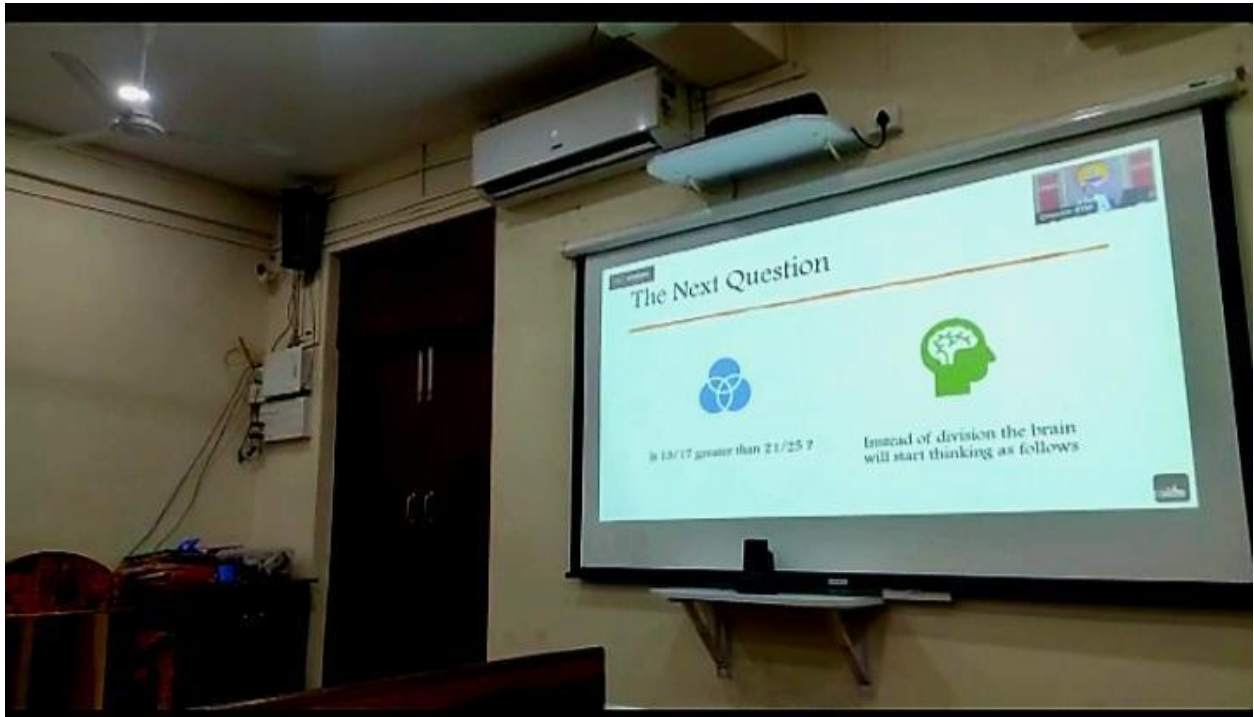 The Next Question
Is 13/17 greater than 21/25 ?
Instead of division the brain
will start thinking as follows